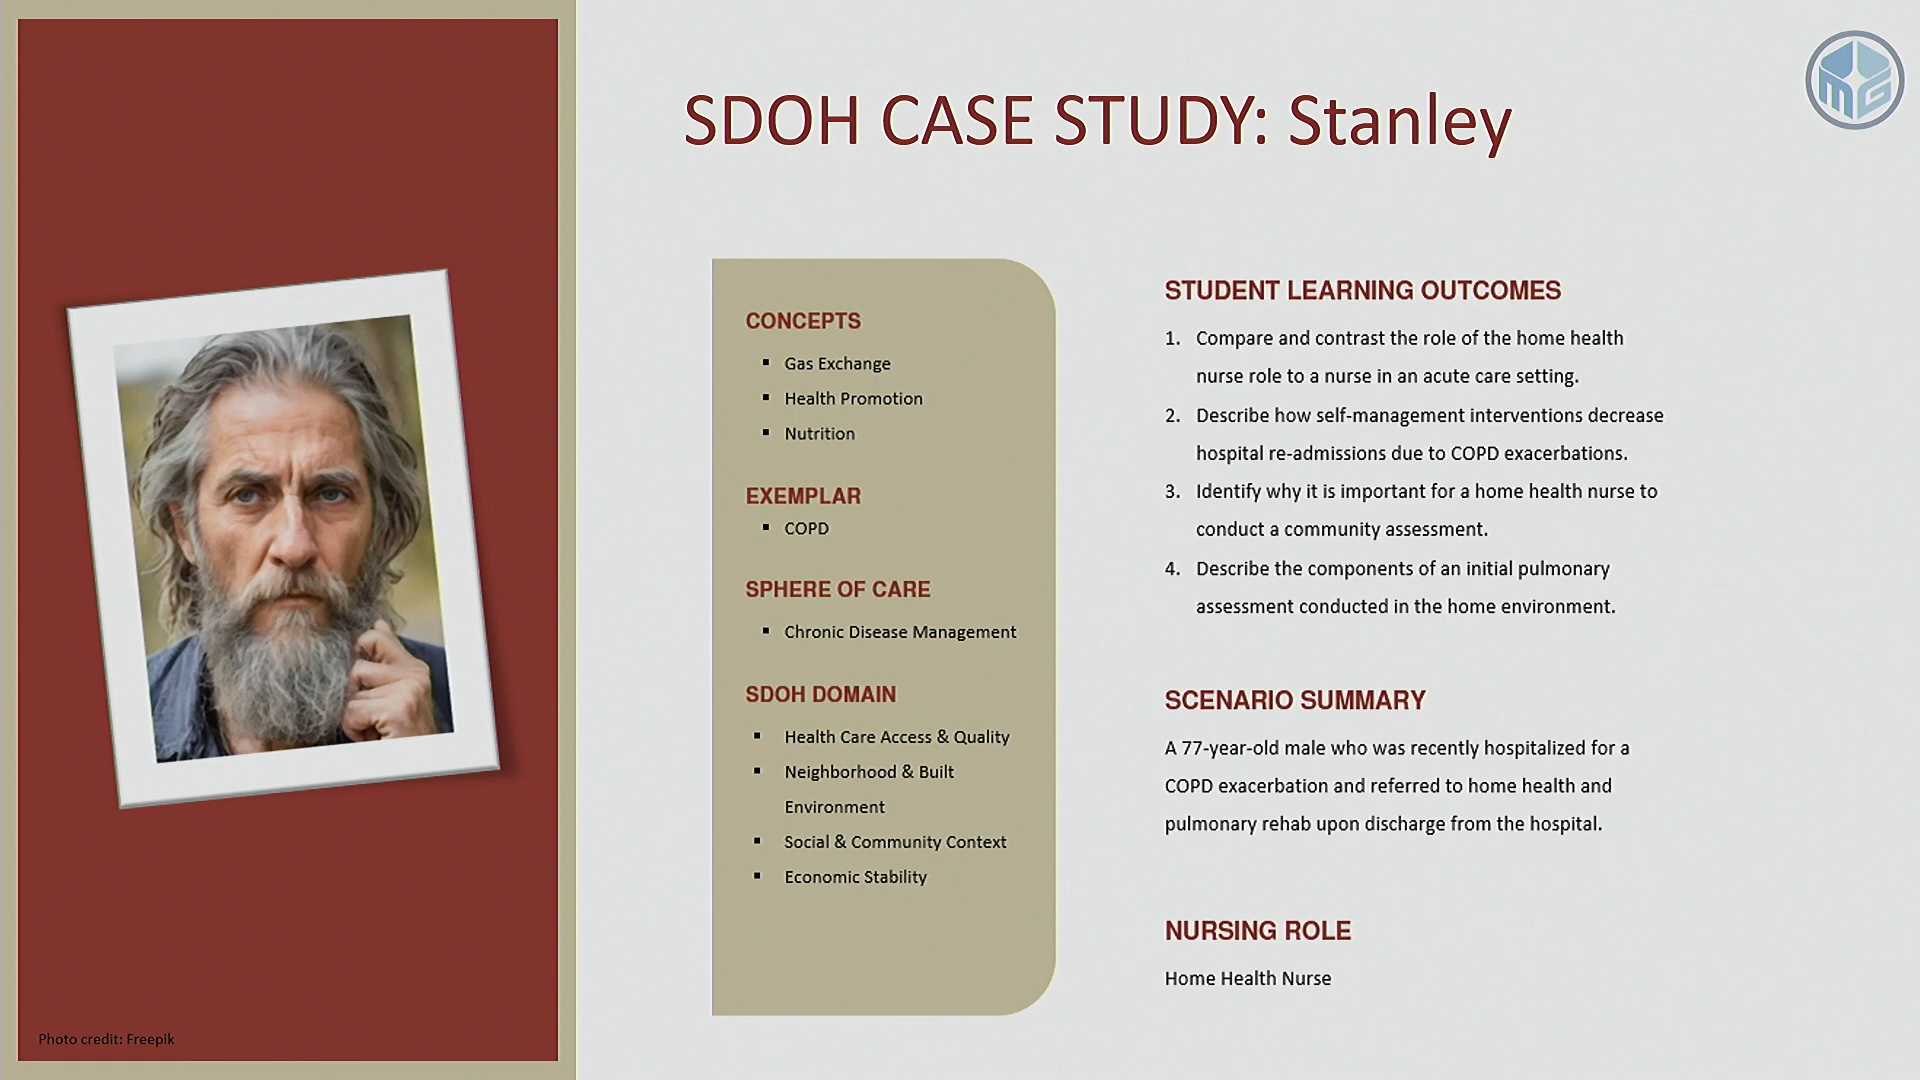 SDOH CASE STUDY: Stanley
MG
CONCEPTS
▪ Gas Exchange
▪ Health Promotion
▪ Nutrition
EXEMPLAR
▪ COPD
SPHERE OF CARE
▪ Chronic Disease Management
SDOH DOMAIN
▪ Health Care Access & Quality
▪ Neighborhood & Built
Environment
▪ Social & Community Context
▪ Economic Stability
STUDENT LEARNING OUTCOMES
1. Compare and contrast the role of the home health
nurse role to a nurse in an acute care setting.
2. Describe how self-management interventions decrease
hospital re-admissions due to COPD exacerbations.
3. Identify why it is important for a home health nurse to
conduct a community assessment.
4. Describe the components of an initial pulmonary
assessment conducted in the home environment.
SCENARIO SUMMARY
A 77-year-old male who was recently hospitalized for a
COPD exacerbation and referred to home health and
pulmonary rehab upon discharge from the hospital.
NURSING ROLE
Home Health Nurse
Photo credit: Freepik